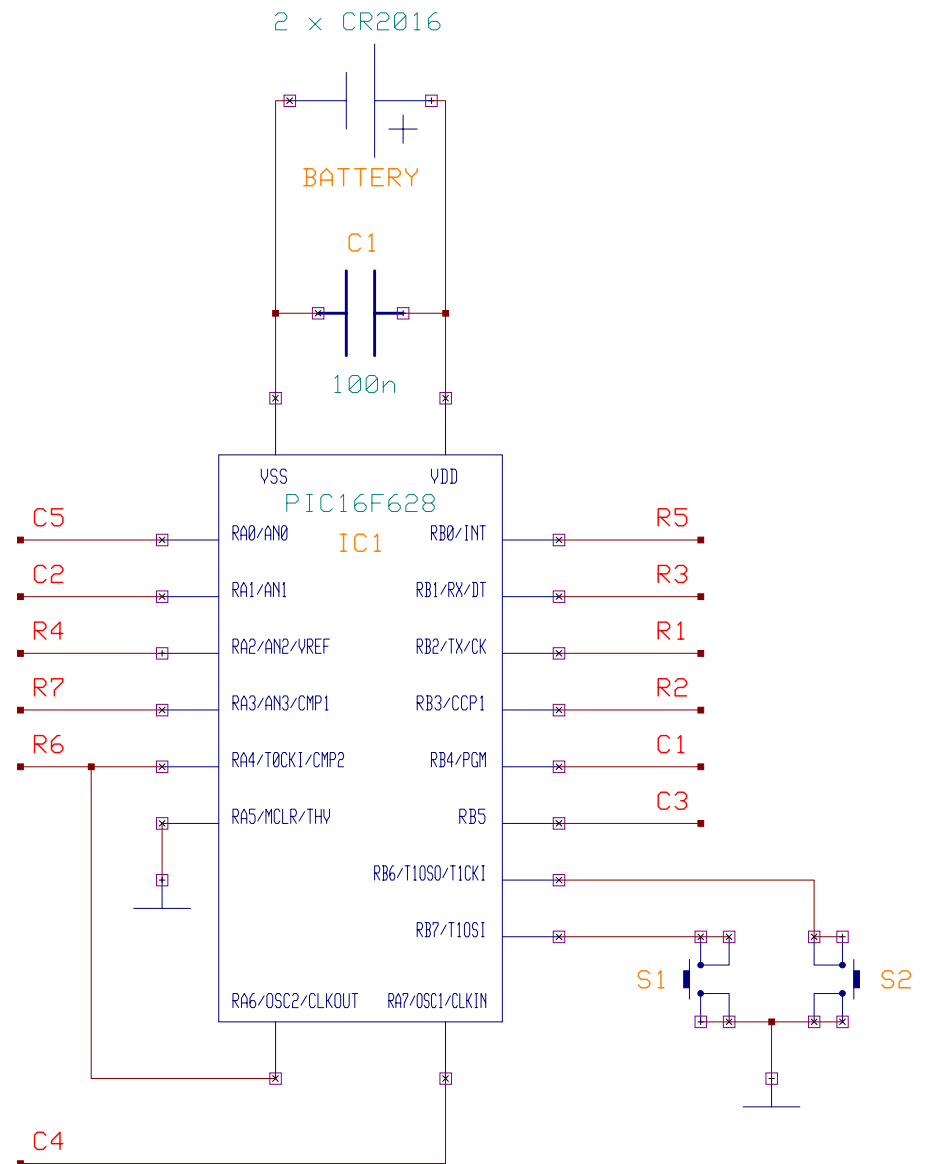 2 x CR2016
BATTERY
C1
100n
VSS
VDD
PIC16F628
IC1
C5
RA0/AN0
RB0/INT
R5
C2
RA1/AN1
RB1/RX/DT
R3
R4
RA2/AN2/VREF
RB2/TX/CK
R1
R7
RA3/AN3/CMP1
RB3/CCP1
R2
R6
RA4/T0CKI/CMP2
RB4/PGM
C1
RA5/MCLR/THV
RB5
C3
RB6/T1OSO/T1CKI
RB7/T1OSI
S1
S2
RA6/OSC2/CLKOUT
RA7/OSC1/CLKIN
C4